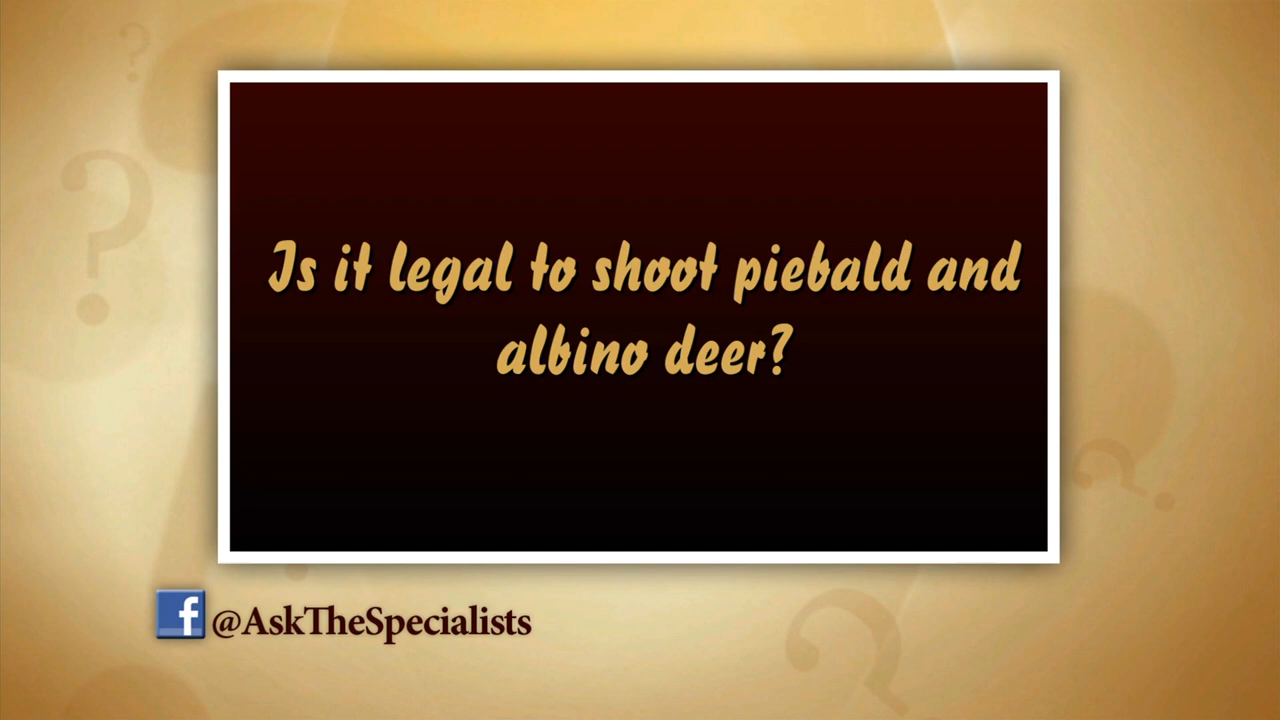 Is it legal to shoot piebald and
albino deer?
f @AskTheSpecialists